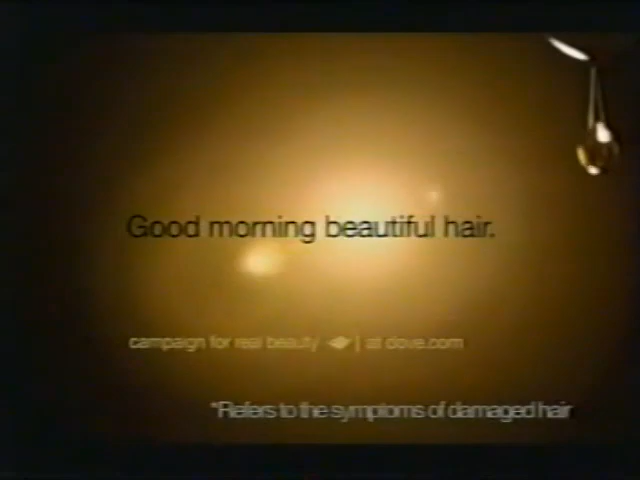 Good morning beautiful hair.
campaign for real beauty | at dove.com
*Refers to the symptoms of damaged hair